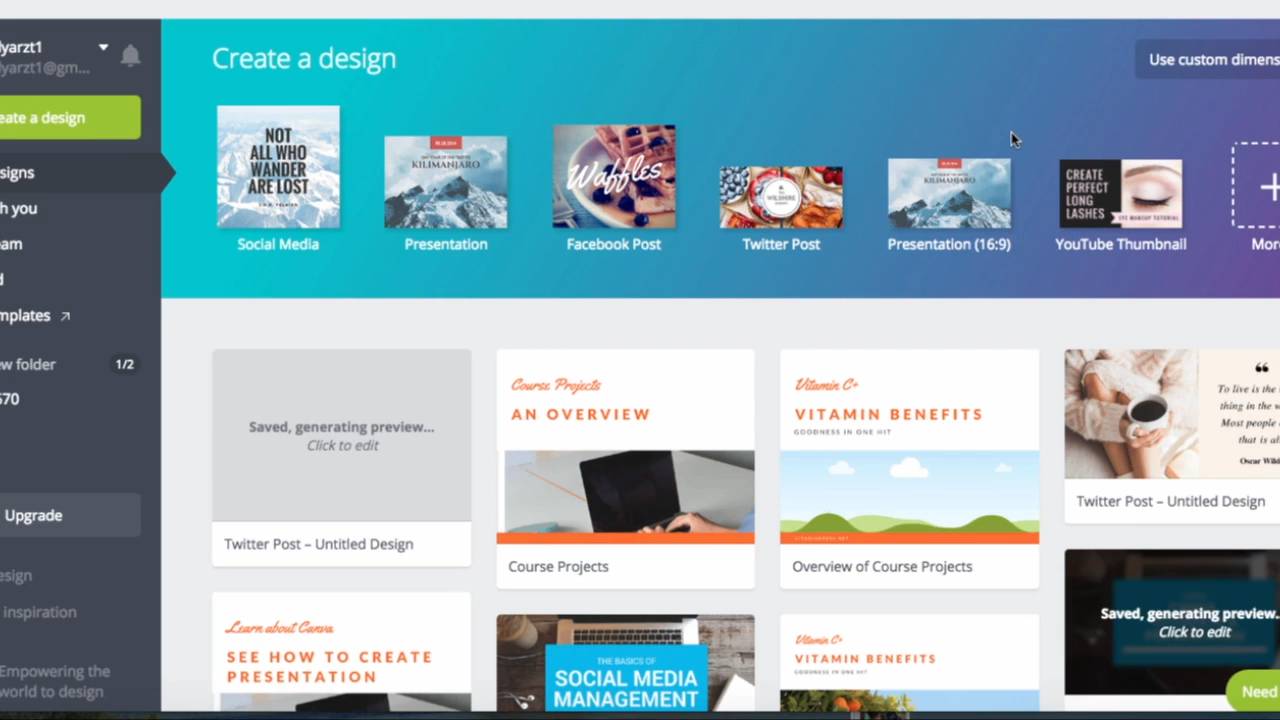 lyarzt1
lyarzt1@gm...
eate a design
signs
h you
eam
d
mplates
ew folder 1/2
670
Upgrade
esign
inspiration
Empowering the
world to design
Create a design
Use custom dimens
NOT
ALL WHO
WANDER
ARE LOST
Social Media
KILIMANJARO
Presentation
Waffles
Facebook Post
WILSHIRE
Twitter Post
KILIMANJARO
Presentation (16:9)
CREATE
PERFECT
LONG
LASHES
EYE MAKEUP TUTORIAL
YouTube Thumbnail
+
More
Saved, generating preview...
Click to edit
Twitter Post – Untitled Design
Course Projects
AN OVERVIEW
Course Projects
Vitamin C+
VITAMIN BENEFITS
GOODNESS IN ONE HIT
Overview of Course Projects
“
To live is the
thing in the w
Most people
that is al
Oscar Wild
Twitter Post – Untitled Design
Learn about Canva
SEE HOW TO CREATE
PRESENTATION
THE BASICS OF
SOCIAL MEDIA
MANAGEMENT
Vitamin C+
VITAMIN BENEFITS
GOODNESS IN ONE HIT
Saved, generating preview..
Click to edit
Need